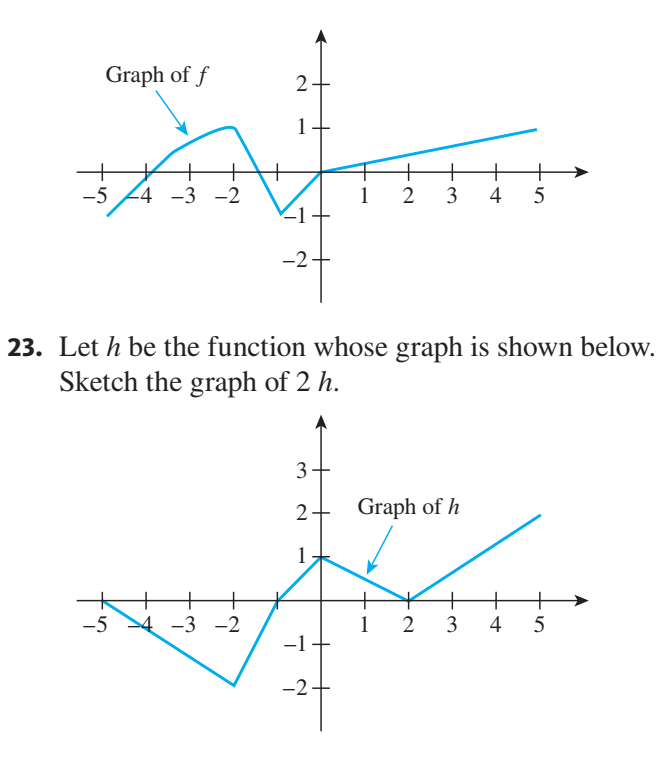 Graph of f
2
1
–5 –4 –3 –2 1 2 3 4 5
–1
–2
23. Let h be the function whose graph is shown below.
Sketch the graph of 2 h.
3
2 Graph of h
1
–5 –4 –3 –2 1 2 3 4 5
–1
–2